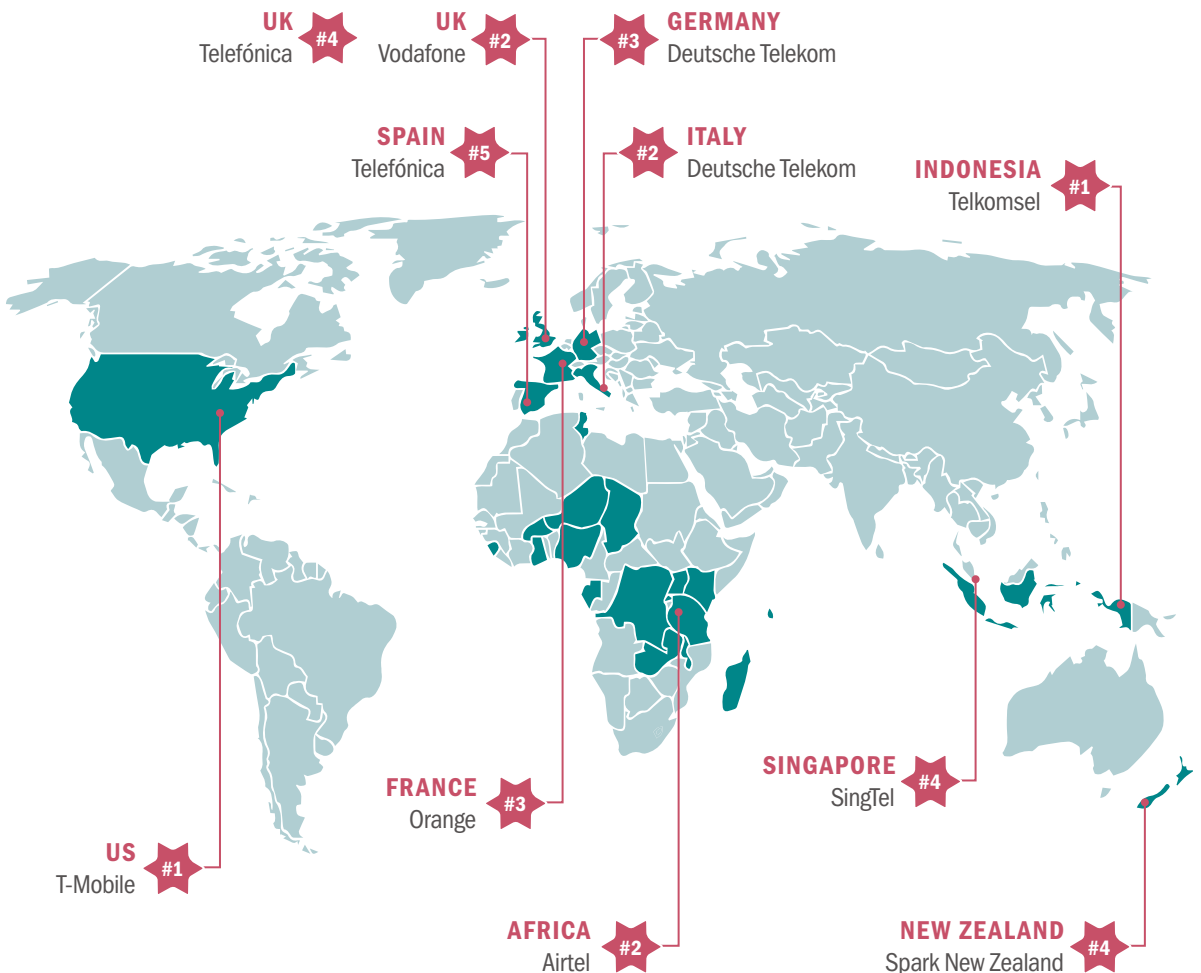 UK
Telefónica
#4
UK
Vodafone
#2
#3
GERMANY
Deutsche Telekom
SPAIN
Telefónica
#5
#2
ITALY
Deutsche Telekom
INDONESIA
Telkomsel
#1
FRANCE
Orange
#3
SINGAPORE
SingTel
#4
US
T-Mobile
#1
AFRICA
Airtel
#2
NEW ZEALAND
Spark New Zealand
#4